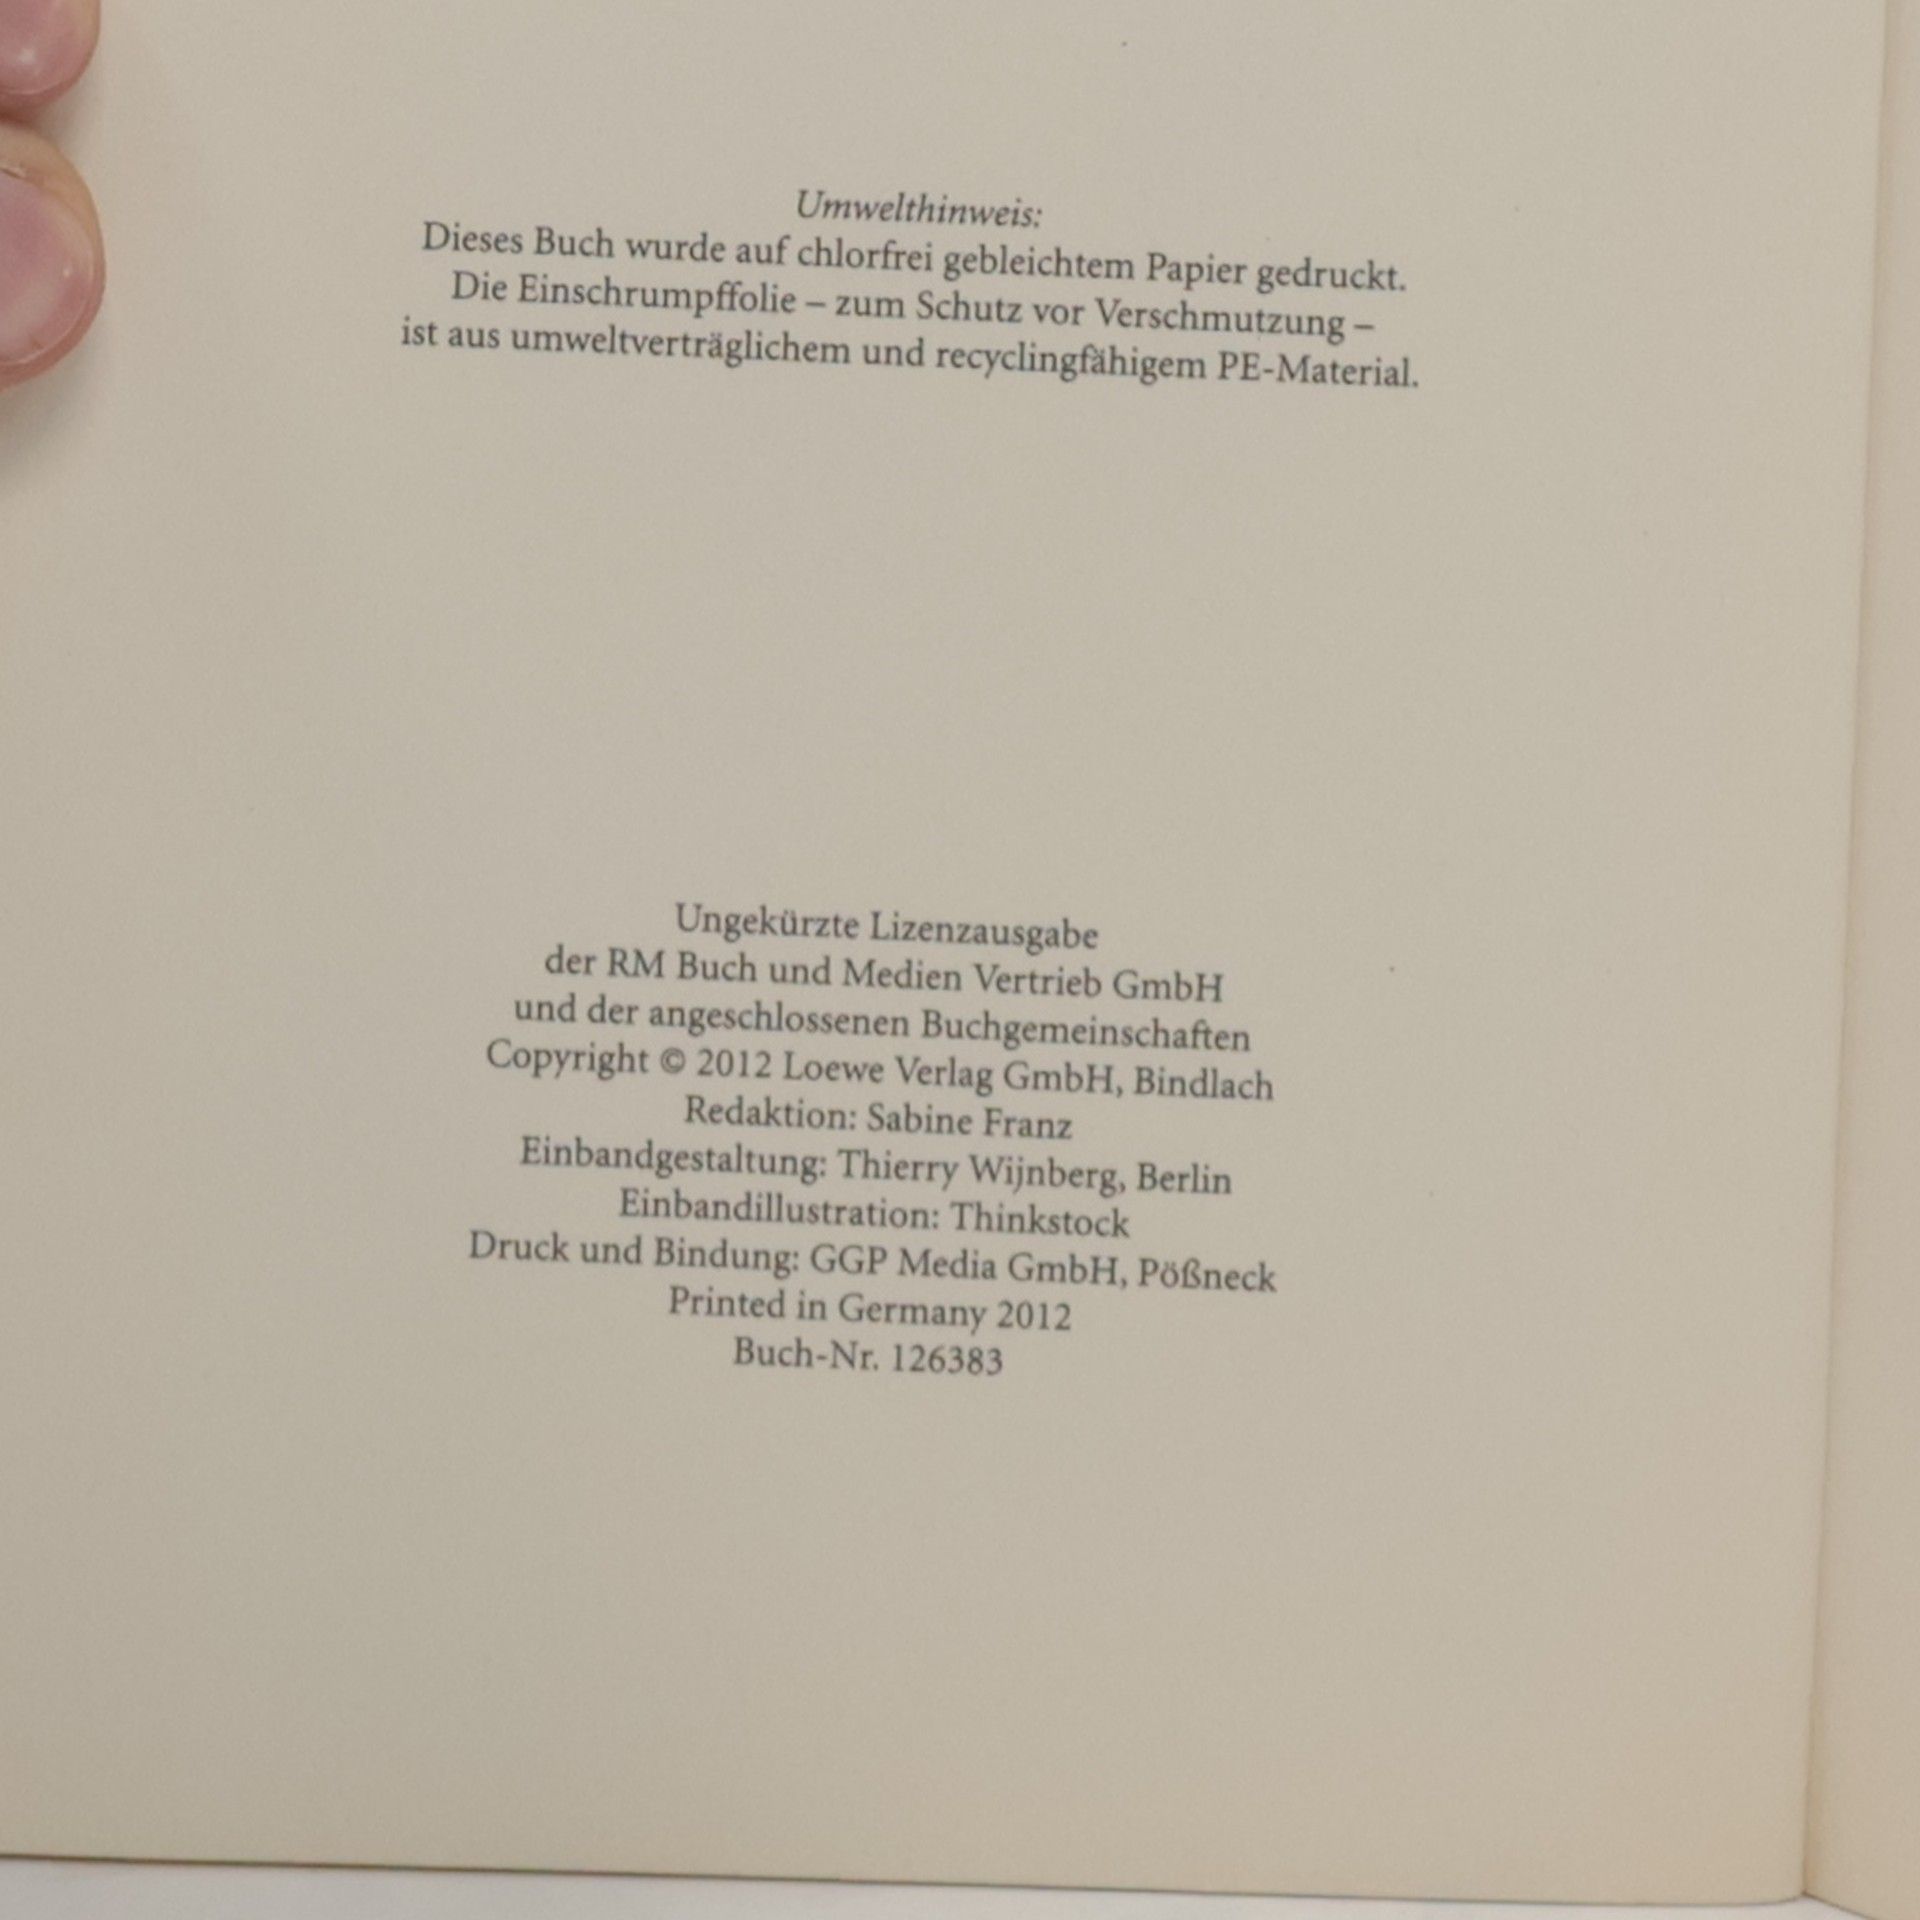 Umwelthinweis:
Dieses Buch wurde auf chlorfrei gebleichtem Papier gedruckt.
Die Einschrumpffolie – zum Schutz vor Verschmutzung –
ist aus umweltverträglichem und recyclingfähigem PE-Material.
Ungekürzte Lizenzausgabe
der RM Buch und Medien Vertrieb GmbH
und der angeschlossenen Buchgemeinschaften
Copyright © 2012 Loewe Verlag GmbH, Bindlach
Redaktion: Sabine Franz
Einbandgestaltung: Thierry Wijnberg, Berlin
Einbandillustration: Thinkstock
Druck und Bindung: GGP Media GmbH, Pößneck
Printed in Germany 2012
Buch-Nr. 126383